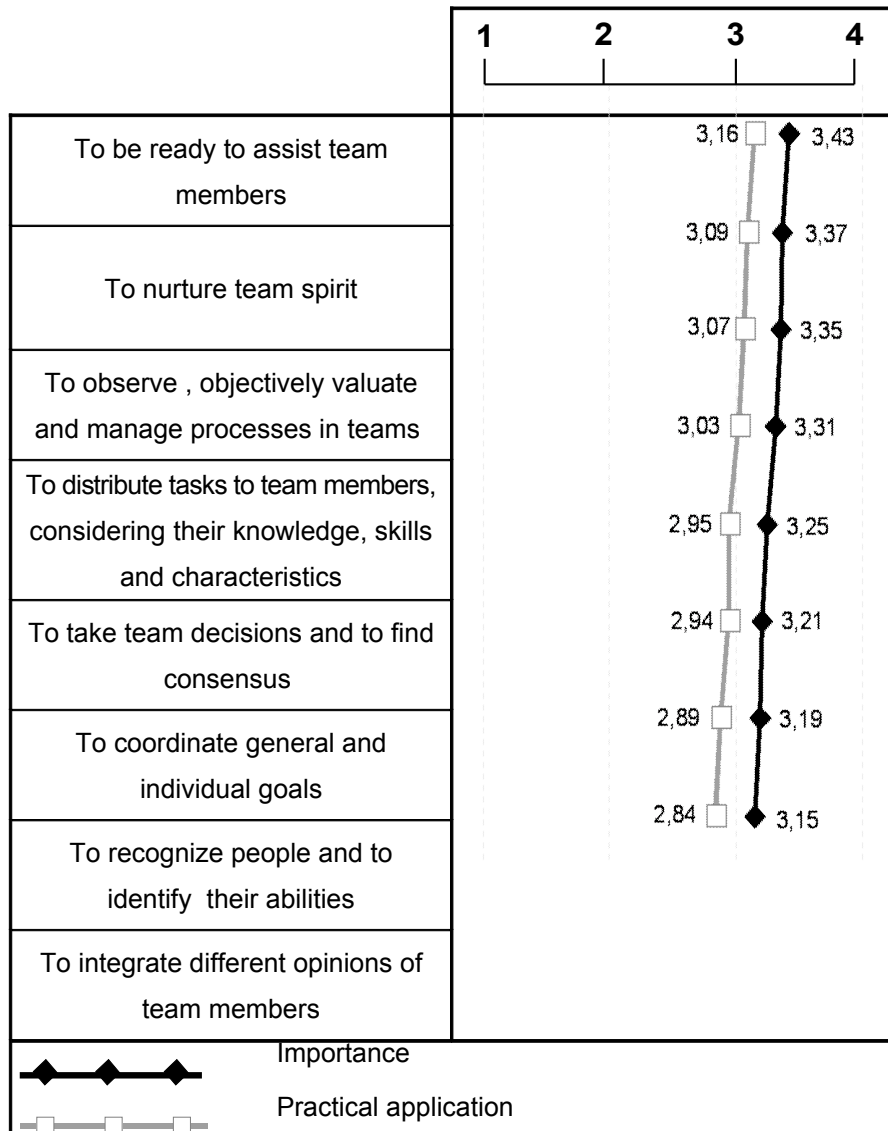 1 2 3 4
To be ready to assist team
members
3,16 3,43
To nurture team spirit
3,09 3,37
3,07 3,35
To observe , objectively valuate
and manage processes in teams
3,03 3,31
To distribute tasks to team members,
considering their knowledge, skills
and characteristics
2,95 3,25
To take team decisions and to find
consensus
2,94 3,21
To coordinate general and
individual goals
2,89 3,19
2,84 3,15
To recognize people and to
identify their abilities
To integrate different opinions of
team members
Importance
Practical application